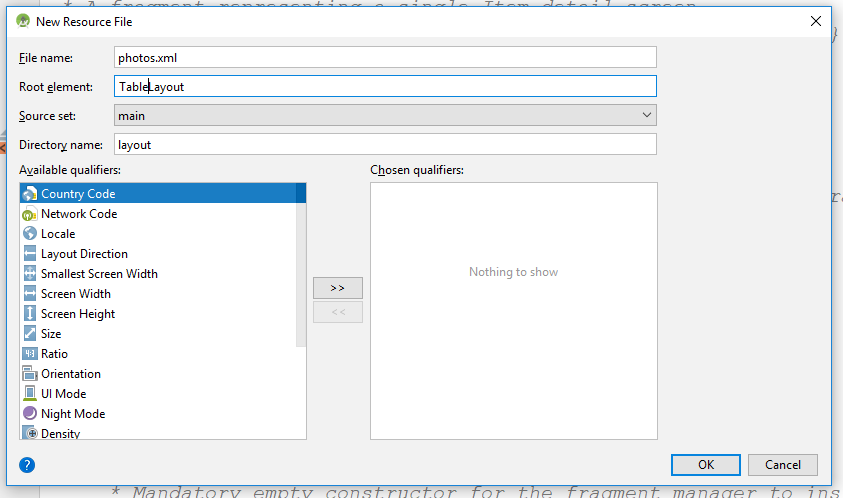 * A fragment representing a single Item detail screen.
New Resource File
}
File name: photos.xml
Root element: TableLayout
Source set: main
Directory name: layout
Available qualifiers:
Chosen qualifiers:
Country Code
Network Code
Locale
Layout Direction
Smallest Screen Width
Nothing to show
Screen Width
>>
Screen Height
<<
Size
Ratio
Orientation
UI Mode
Night Mode
Density
?
OK
Cancel
* Mandatory empty constructor for the fragment manager to ins